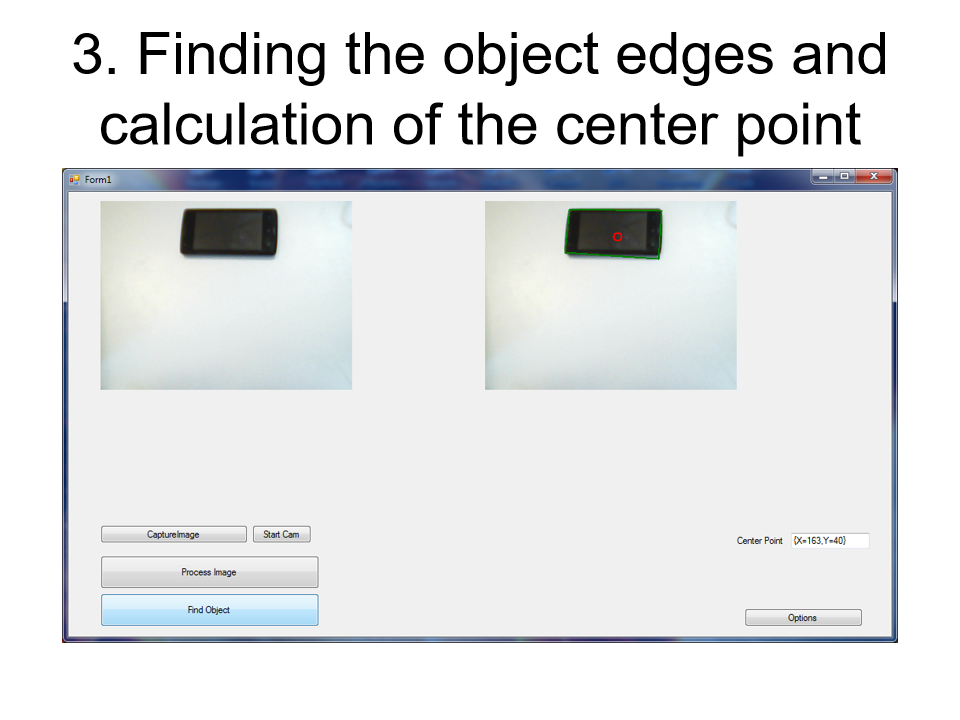 3. Finding the object edges and
calculation of the center point
Form1
CaptureImage
Start Cam
Center Point
{X=163,Y=40}
Process Image
Find Object
Options